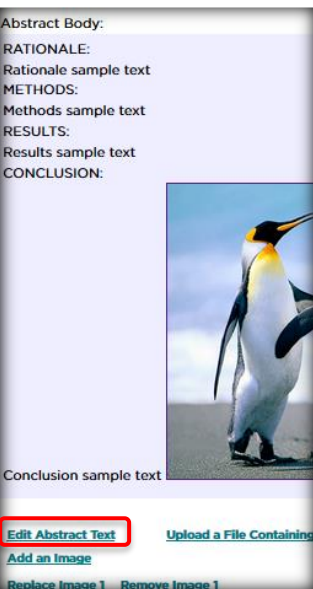 Abstract Body:
RATIONALE:
Rationale sample text
METHODS:
Methods sample text
RESULTS:
Results sample text
CONCLUSION:
Conclusion sample text
Edit Abstract Text Upload a File Containing
Add an Image
Replace Image 1 Remove Image 1